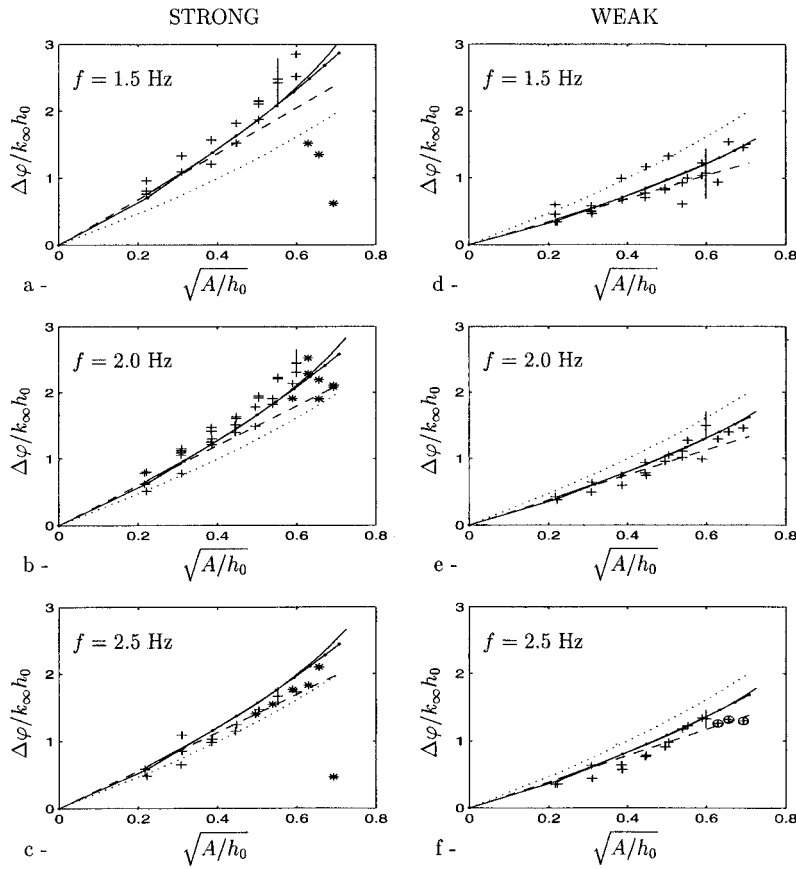 STRONG
WEAK
f = 1.5 Hz
Δφ/k∞h0
3
2
1
0
0
0.2
0.4
0.6
0.8
a -
√A/h0
f = 1.5 Hz
Δφ/k∞h0
3
2
1
0
0
0.2
0.4
0.6
0.8
d -
√A/h0
f = 2.0 Hz
Δφ/k∞h0
3
2
1
0
0
0.2
0.4
0.6
0.8
b -
√A/h0
f = 2.0 Hz
Δφ/k∞h0
3
2
1
0
0
0.2
0.4
0.6
0.8
e -
√A/h0
f = 2.5 Hz
Δφ/k∞h0
3
2
1
0
0
0.2
0.4
0.6
0.8
c -
√A/h0
f = 2.5 Hz
Δφ/k∞h0
3
2
1
0
0
0.2
0.4
0.6
0.8
f -
√A/h0